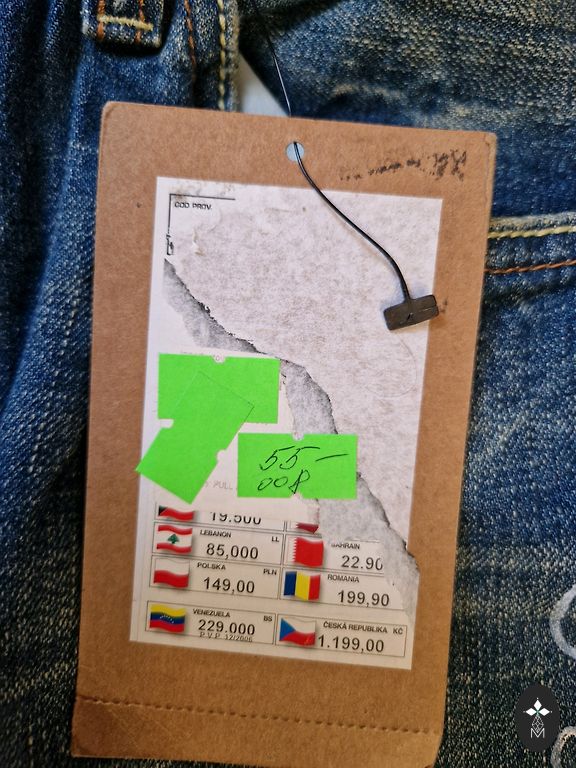 COD PROV.
55 —
PULL
19.500
LEBANON LL
85,000
BAHRAIN
22.90
POLSKA PLN
149,00
ROMANIA
199,90
VENEZUELA BS
229.000
P.V.P. 12/2006
ČESKÁ REPUBLIKA KČ
1.199,00
M